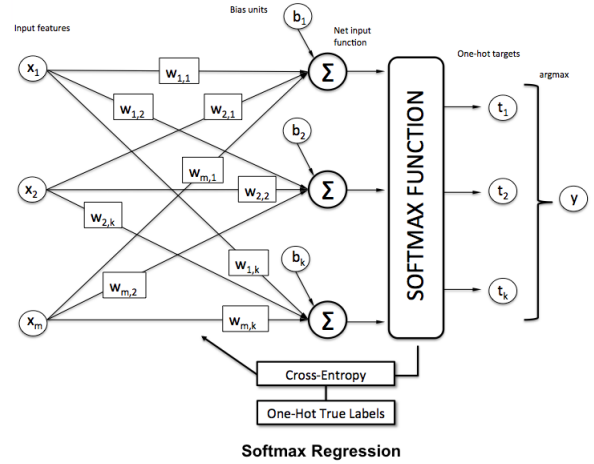 Input features
Bias units
b1
Net input
function
One-hot targets
argmax
x1
w1,1
Σ
w1,2
w2,1
t1
b2
wm,1
x2
w2,2
Σ
SOFTMAX FUNCTION
t2
y
w2,k
w1,k
bk
wm,2
t k
xm
wm,k
Σ
Cross-Entropy
One-Hot True Labels
Softmax Regression